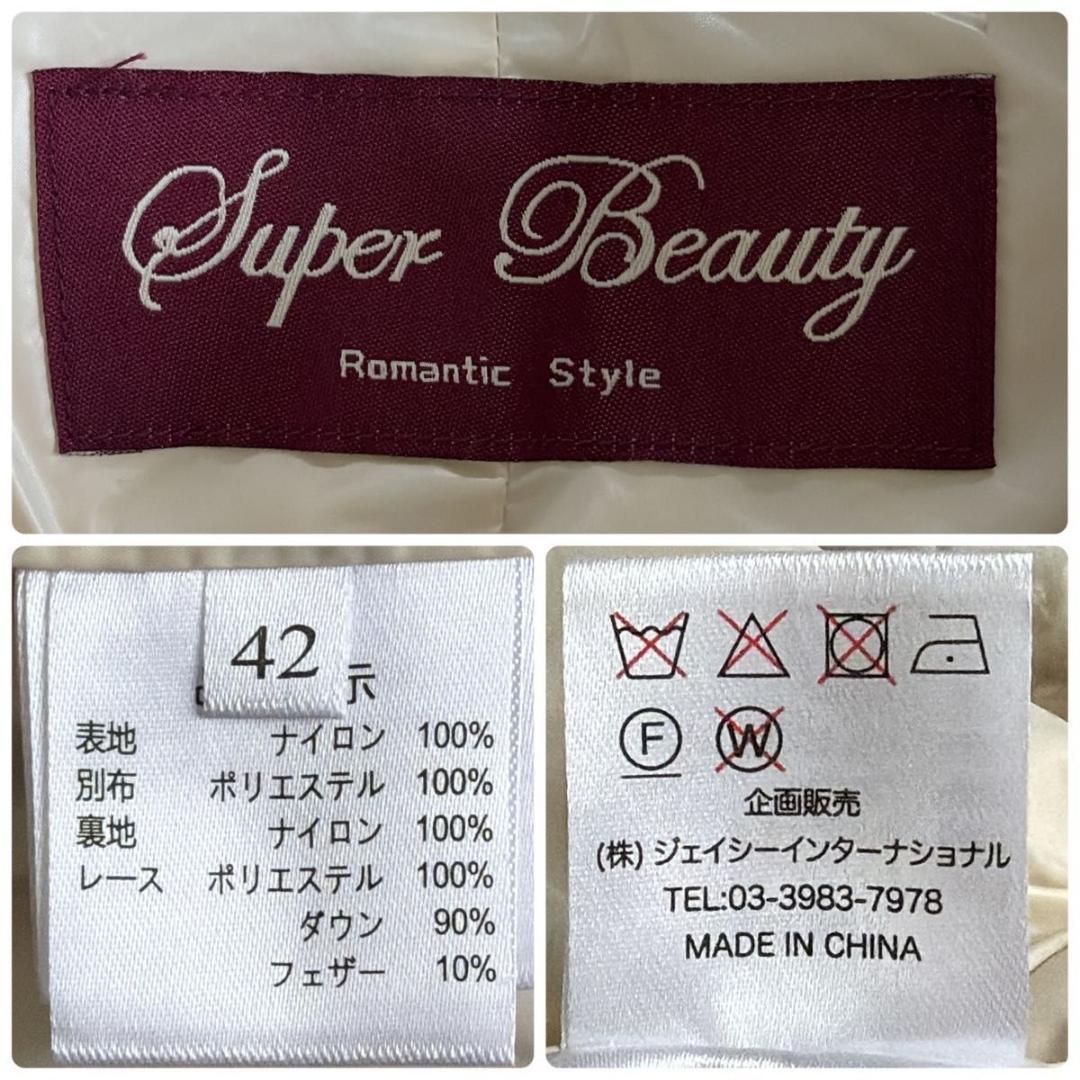 Super Beauty
Romantic Style
42
示
表地 ナイロン 100%
別布 ポリエステル 100%
裏地 ナイロン 100%
レース ポリエステル 100%
ダウン 90%
フェザー 10%
F W
企画販売
(株)ジェイシーインターナショナル
TEL:03-3983-7978
MADE IN CHINA